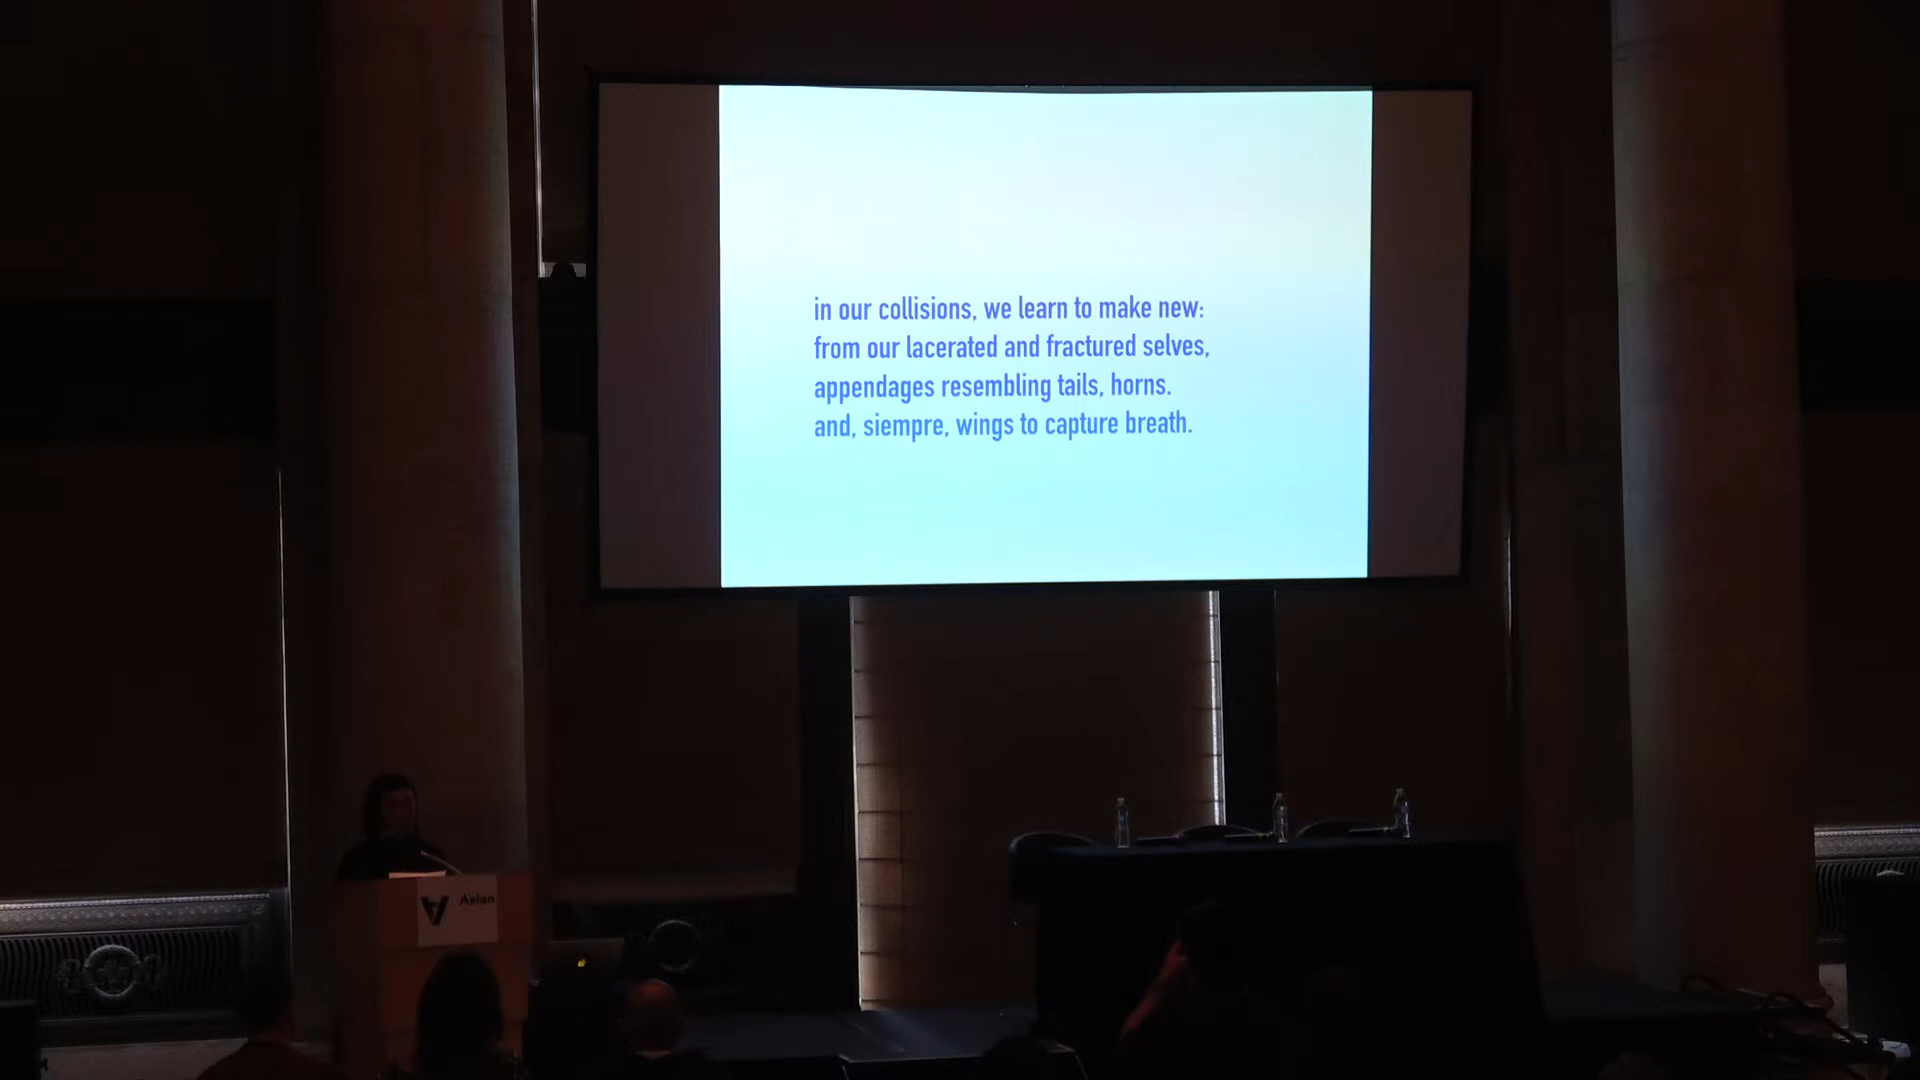 in our collisions, we learn to make new:
from our lacerated and fractured selves,
appendages resembling tails, horns.
and, siempre, wings to capture breath.
Asian